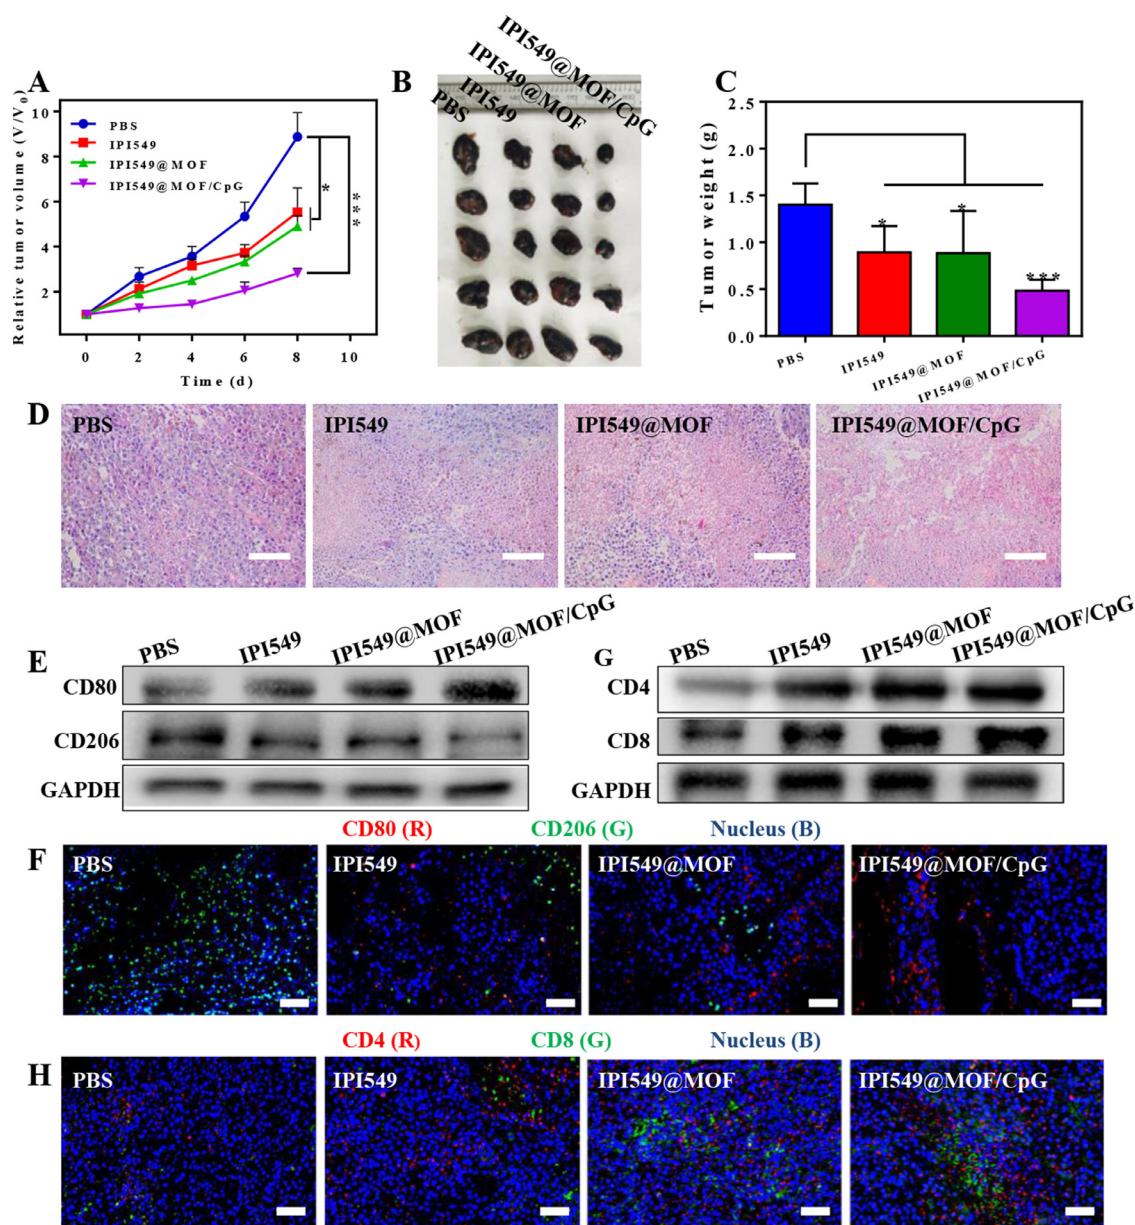 A
Relative tumor volume (V/V0)
10
8
6
4
2
0
2
4
6
8
10
Time (d)
PBS
IPI549
IPI549@MOF
IPI549@MOF/CpG
*
***
B
PBS
IPI549
IPI549@MOF
IPI549@MOF/CpG
C
Tumor weight (g)
2.5
2.0
1.5
1.0
0.5
0.0
*
*
***
PBS
IPI549
IPI549@MOF
IPI549@MOF/CpG
D
PBS
IPI549
IPI549@MOF
IPI549@MOF/CpG
E
PBS
IPI549
IPI549@MOF
IPI549@MOF/CpG
CD80
CD206
GAPDH
G
PBS
IPI549
IPI549@MOF
IPI549@MOF/CpG
CD4
CD8
GAPDH
CD80 (R)
CD206 (G)
Nucleus (B)
F
PBS
IPI549
IPI549@MOF
IPI549@MOF/CpG
CD4 (R)
CD8 (G)
Nucleus (B)
H
PBS
IPI549
IPI549@MOF
IPI549@MOF/CpG